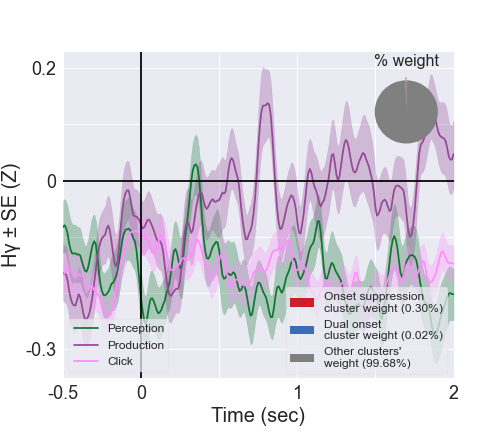 % weight
0.2
0
-0.3
Hγ ± SE (Z)
Perception
Production
Click
Onset suppression
cluster weight (0.30%)
Dual onset
cluster weight (0.02%)
Other clusters'
weight (99.68%)
-0.5
0
1
2
Time (sec)